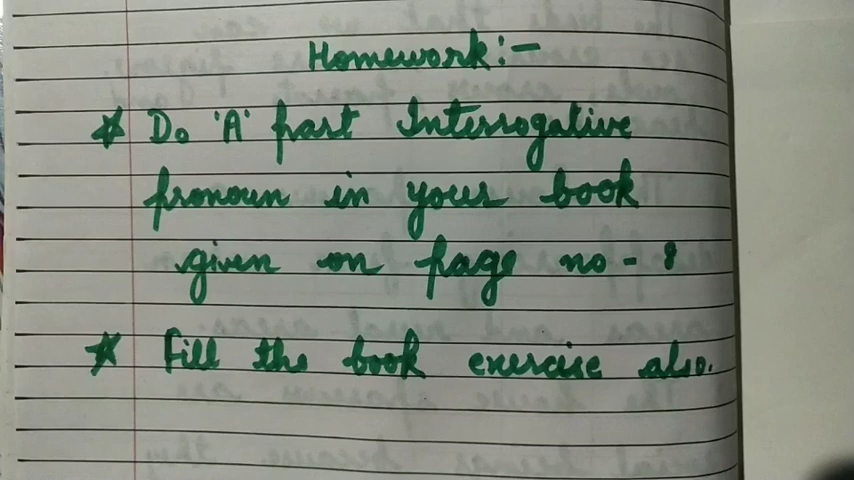 Homework:-
* Do 'A' part Interrogative
pronoun in your book
given on page no - 8
* Fill the book exercise also.